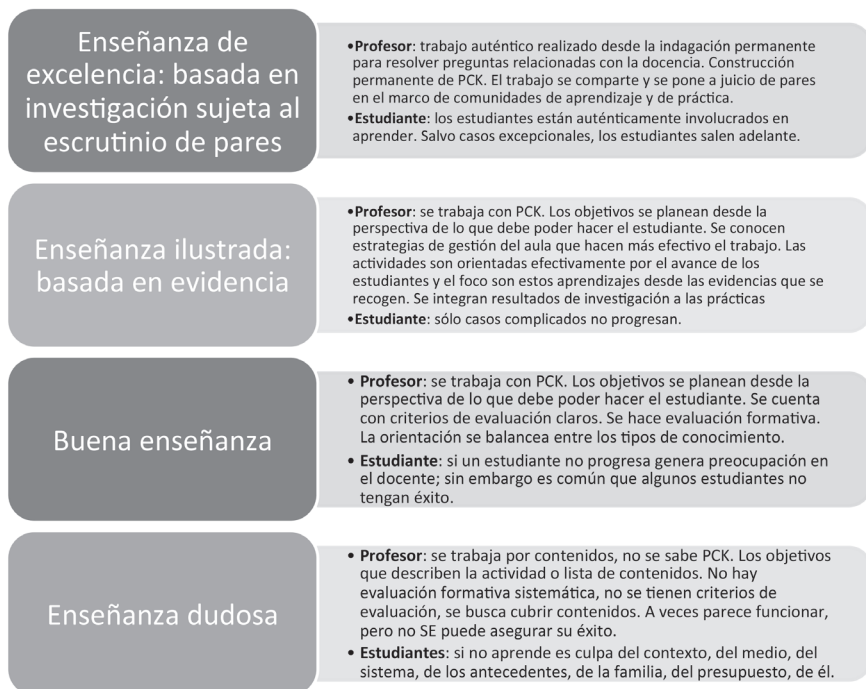 Enseñanza de
excelencia: basada en
investigación sujeta al
escrutinio de pares
•Profesor: trabajo auténtico realizado desde la indagación permanente
para resolver preguntas relacionadas con la docencia. Construcción
permanente de PCK. El trabajo se comparte y se pone a juicio de pares
en el marco de comunidades de aprendizaje y de práctica.
•Estudiante: los estudiantes están auténticamente involucrados en
aprender. Salvo casos excepcionales, los estudiantes salen adelante.
Enseñanza ilustrada:
basada en evidencia
•Profesor: se trabaja con PCK. Los objetivos se planean desde la
perspectiva de lo que debe poder hacer el estudiante. Se conocen
estrategias de gestión del aula que hacen más efectivo el trabajo. Las
actividades son orientadas efectivamente por el avance de los
estudiantes y el foco son estos aprendizajes desde las evidencias que se
recogen. Se integran resultados de investigación a las prácticas
•Estudiante: sólo casos complicados no progresan.
Buena enseñanza
• Profesor: se trabaja con PCK. Los objetivos se planean desde la
perspectiva de lo que debe poder hacer el estudiante. Se cuenta
con criterios de evaluación claros. Se hace evaluación formativa.
La orientación se balancea entre los tipos de conocimiento.
• Estudiante: si un estudiante no progresa genera preocupación en
el docente; sin embargo es común que algunos estudiantes no
tengan éxito.
Enseñanza dudosa
• Profesor: se trabaja por contenidos, no se sabe PCK. Los objetivos
que describen la actividad o lista de contenidos. No hay
evaluación formativa sistemática, no se tienen criterios de
evaluación, se busca cubrir contenidos. A veces parece funcionar,
pero no SE puede asegurar su éxito.
• Estudiantes: si no aprende es culpa del contexto, del medio, del
sistema, de los antecedentes, de la familia, del presupuesto, de él.